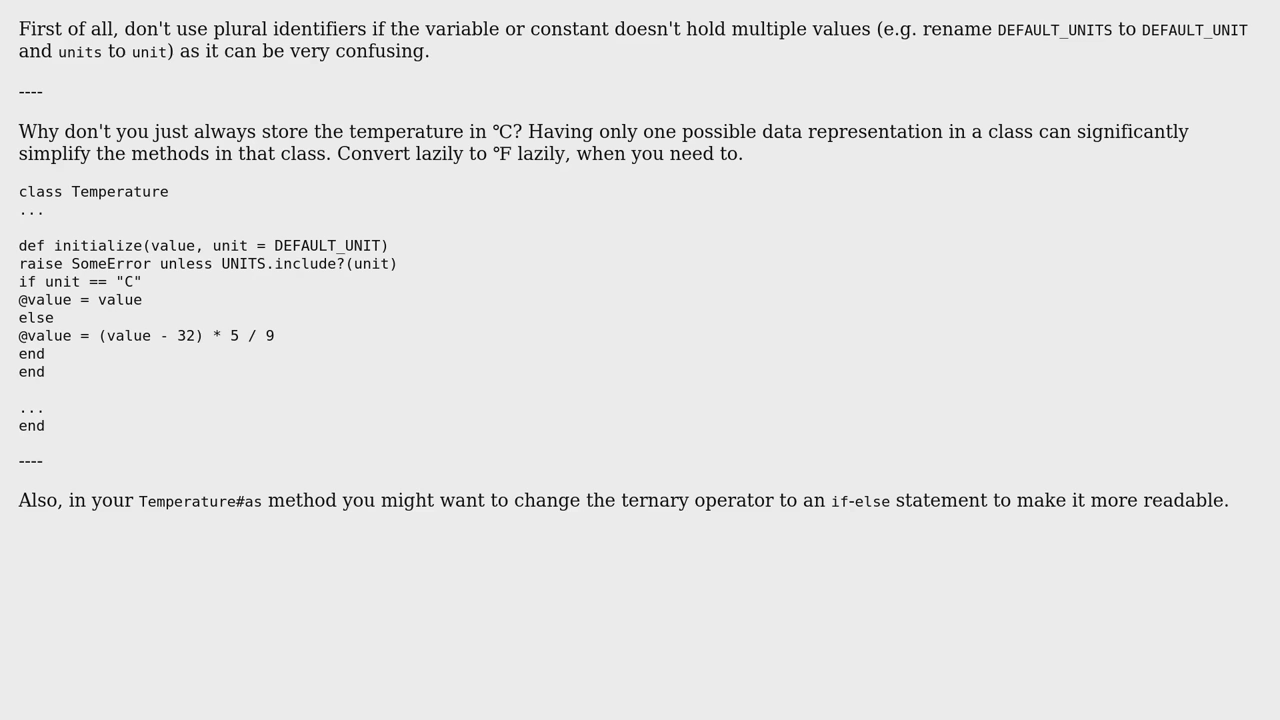 First of all, don't use plural identifiers if the variable or constant doesn't hold multiple values (e.g. rename DEFAULT_UNITS to DEFAULT_UNIT
and units to unit) as it can be very confusing.
----
Why don't you just always store the temperature in ℃? Having only one possible data representation in a class can significantly
simplify the methods in that class. Convert lazily to ℉ lazily, when you need to.
class Temperature
...
def initialize(value, unit = DEFAULT_UNIT)
raise SomeError unless UNITS.include?(unit)
if unit == "C"
@value = value
else
@value = (value - 32) * 5 / 9
end
end
...
end
----
Also, in your Temperature#as method you might want to change the ternary operator to an if-else statement to make it more readable.